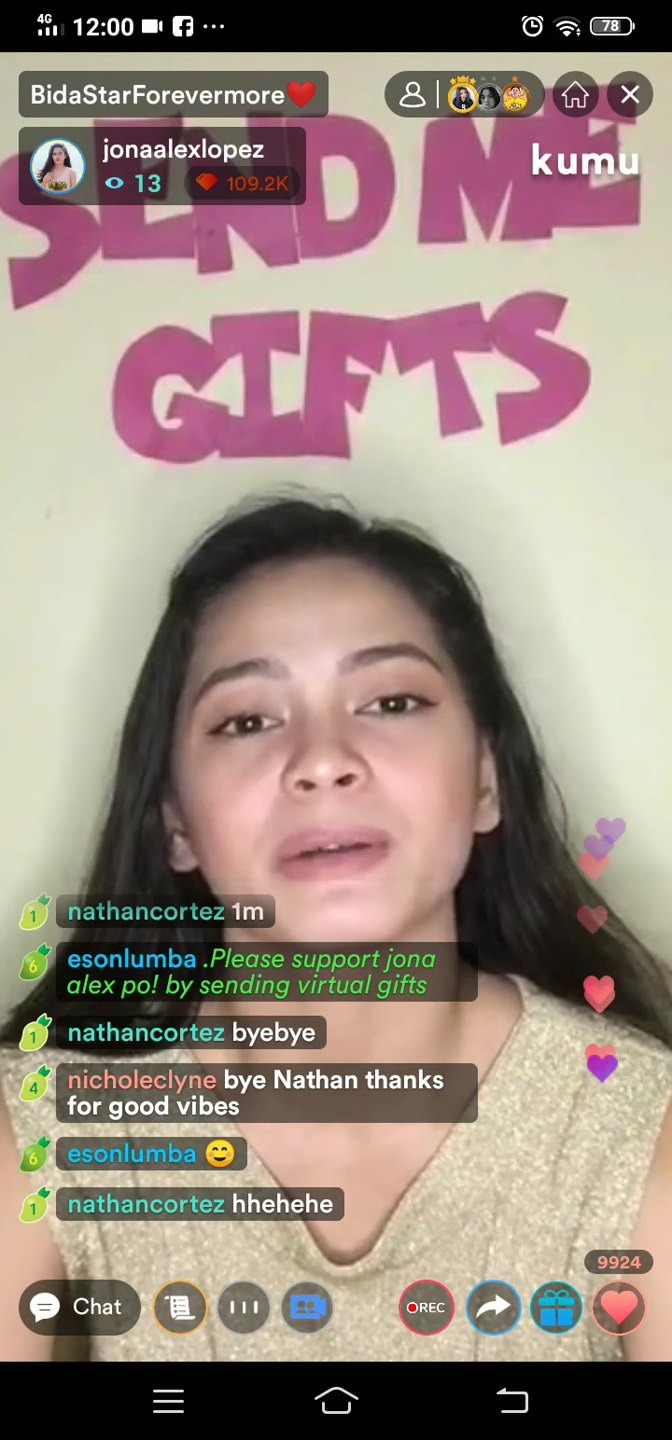 4G 12:00 78
BidaStarForevermore❤️
jonaalexlopez
13 109.2K
kumu
SEND ME
GIFTS
1 nathancortez 1m
6 esonlumba .Please support jona
alex po! by sending virtual gifts
1 nathancortez byebye
4 nicholeclyne bye Nathan thanks
for good vibes
6 esonlumba 😊
1 nathancortez hhehehe
9924
Chat REC